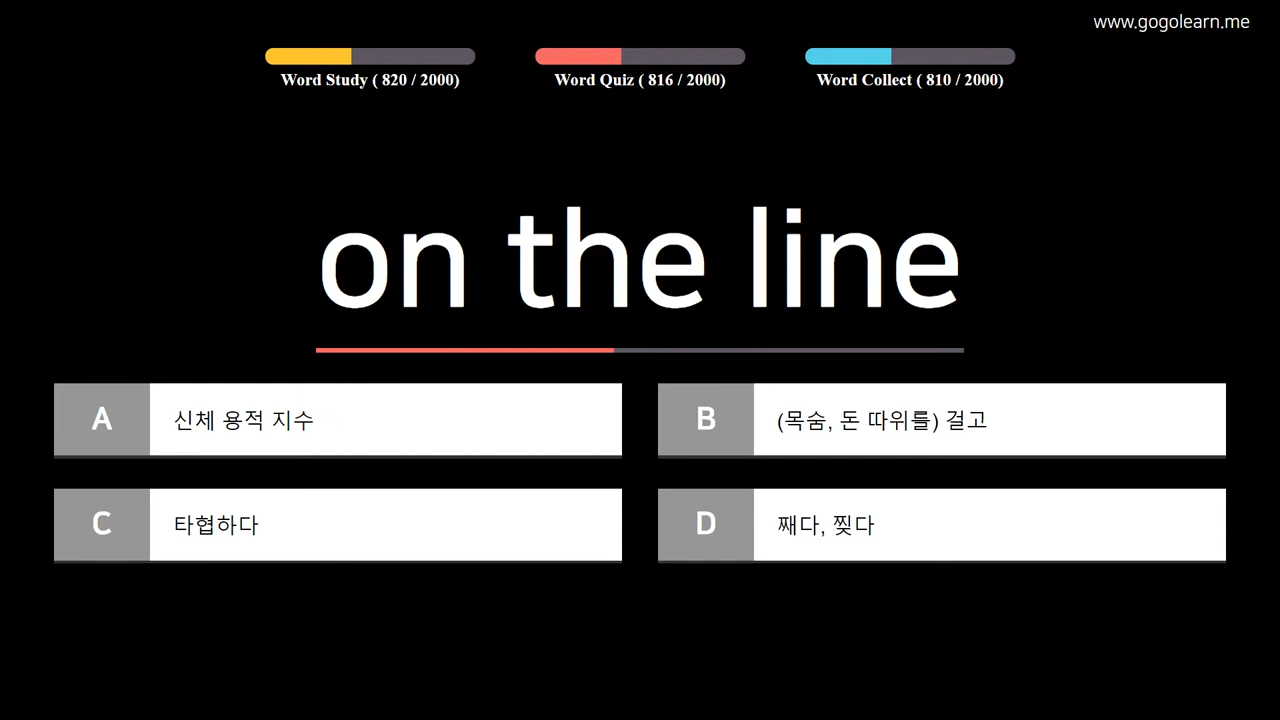 www.gogolearn.me
Word Study ( 820 / 2000)
Word Quiz ( 816 / 2000)
Word Collect ( 810 / 2000)
on the line
A 신체 용적 지수
B (목숨, 돈 따위를) 걸고
C 타협하다
D 째다, 찢다